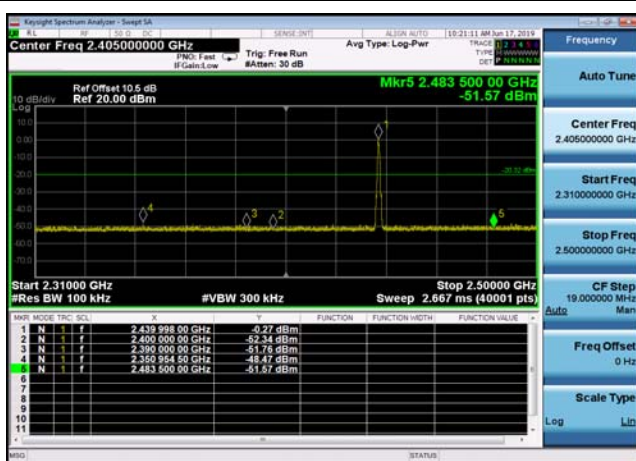 Keysight Spectrum Analyzer - Swept SA
RL RF 50 Ω DC SENSE:INT ALIGN AUTO 10:21:11 AM Jun 17, 2019
Center Freq 2.405000000 GHz
PNO: Fast
IFGain:Low
Trig: Free Run
#Atten: 30 dB
Avg Type: Log-Pwr
TRACE 1 2 3 4 5 6
TYPE M
DET P N N N N N
Ref Offset 10.5 dB
Ref 20.00 dBm
10 dB/div
Log
Mkr5 2.483 500 00 GHz
-51.57 dBm
10.0
0.00
-10.0
-20.0
-30.0
-40.0
-50.0
-60.0
-70.0
1
2
3
4
5
Start 2.31000 GHz
Stop 2.50000 GHz
#Res BW 100 kHz
#VBW 300 kHz
Sweep 2.667 ms (40001 pts)
MKR MODE TRC SCL X Y FUNCTION FUNCTION WIDTH FUNCTION VALUE
1 N 1 f 2.439 998 00 GHz -0.27 dBm
2 N 1 f 2.400 000 00 GHz -52.34 dBm
3 N 1 f 2.390 000 00 GHz -51.76 dBm
4 N 1 f 2.350 954 50 GHz -48.47 dBm
5 N 1 f 2.483 500 00 GHz -51.57 dBm
6
7
8
9
10
11
MSG
STATUS
Frequency
Auto Tune
Center Freq
2.405000000 GHz
Start Freq
2.310000000 GHz
Stop Freq
2.500000000 GHz
CF Step
19.000000 MHz
Auto Man
Freq Offset
0 Hz
Scale Type
Log Lin